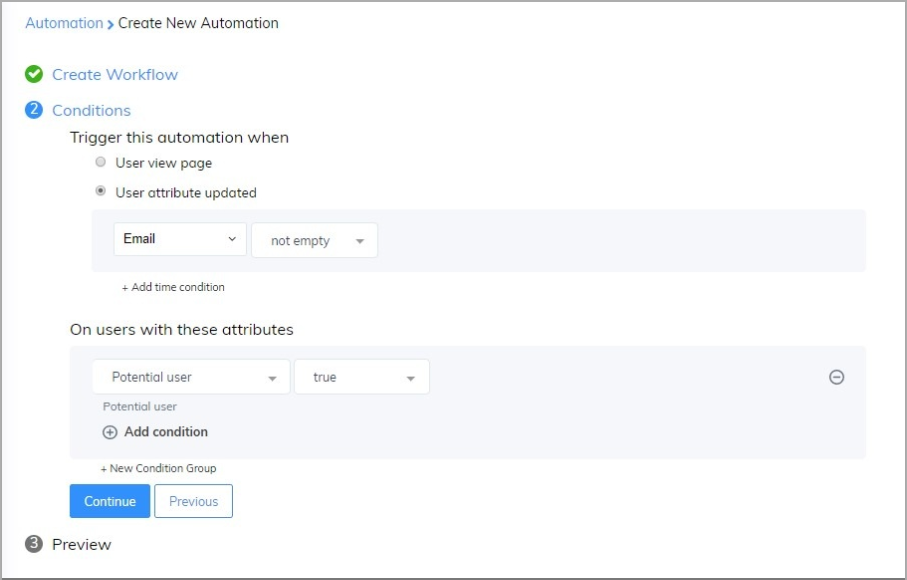 Automation > Create New Automation
Create Workflow
2 Conditions
Trigger this automation when
User view page
User attribute updated
Email not empty
+ Add time condition
On users with these attributes
Potential user true
Potential user
Add condition
+ New Condition Group
Continue Previous
3 Preview